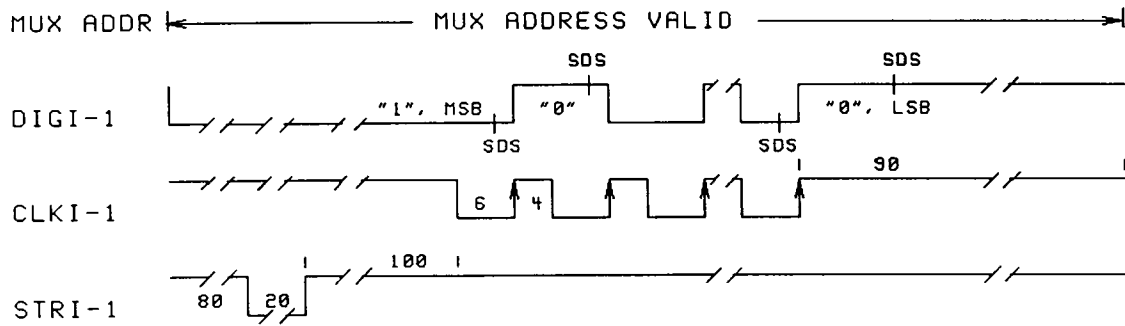 MUX ADDR MUX ADDRESS VALID
SDS SDS
DIGI-1 "1", MSB "0" "0", LSB
SDS SDS
90
CLKI-1 6 4
100
STRI-1 80 20